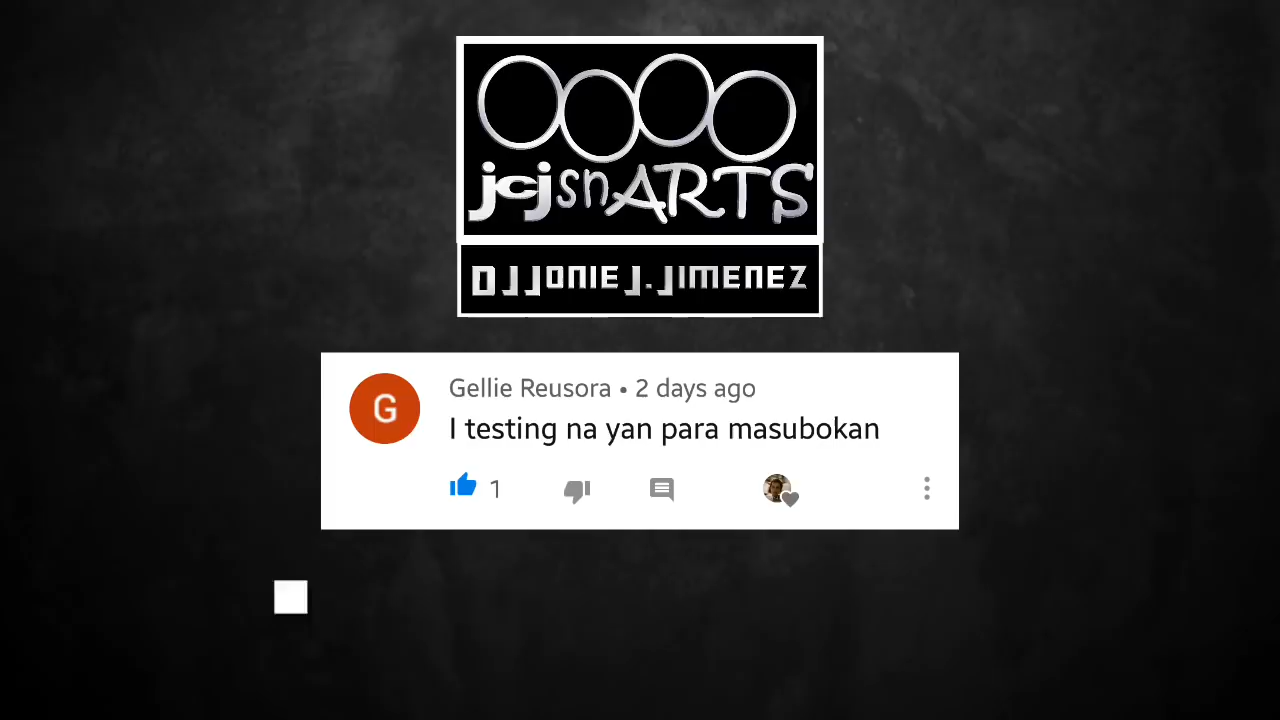 jcjsnARTS
DJ JONIE J. JIMENEZ
Gellie Reusora • 2 days ago
G
I testing na yan para masubokan
1